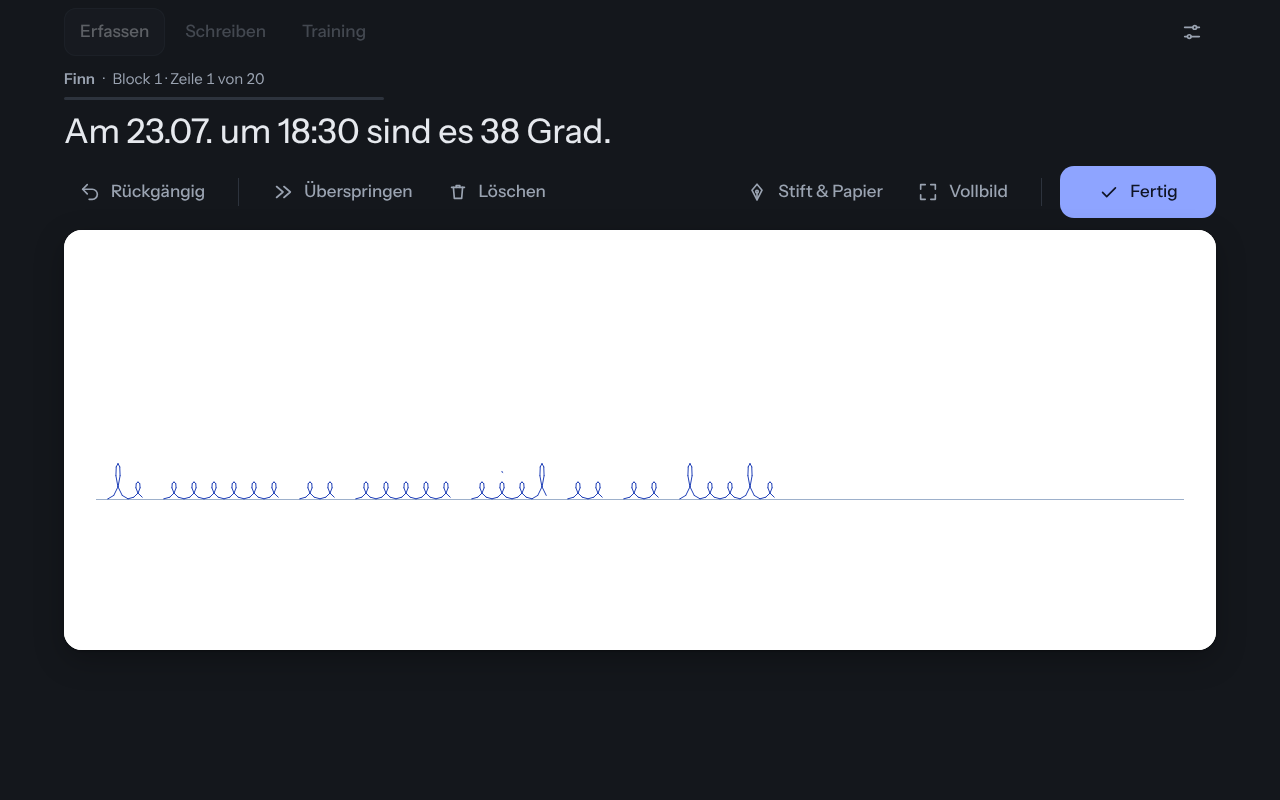 Erfassen Schreiben Training
Finn · Block 1 · Zeile 1 von 20
Am 23.07. um 18:30 sind es 38 Grad.
Rückgängig Überspringen Löschen Stift & Papier Vollbild Fertig